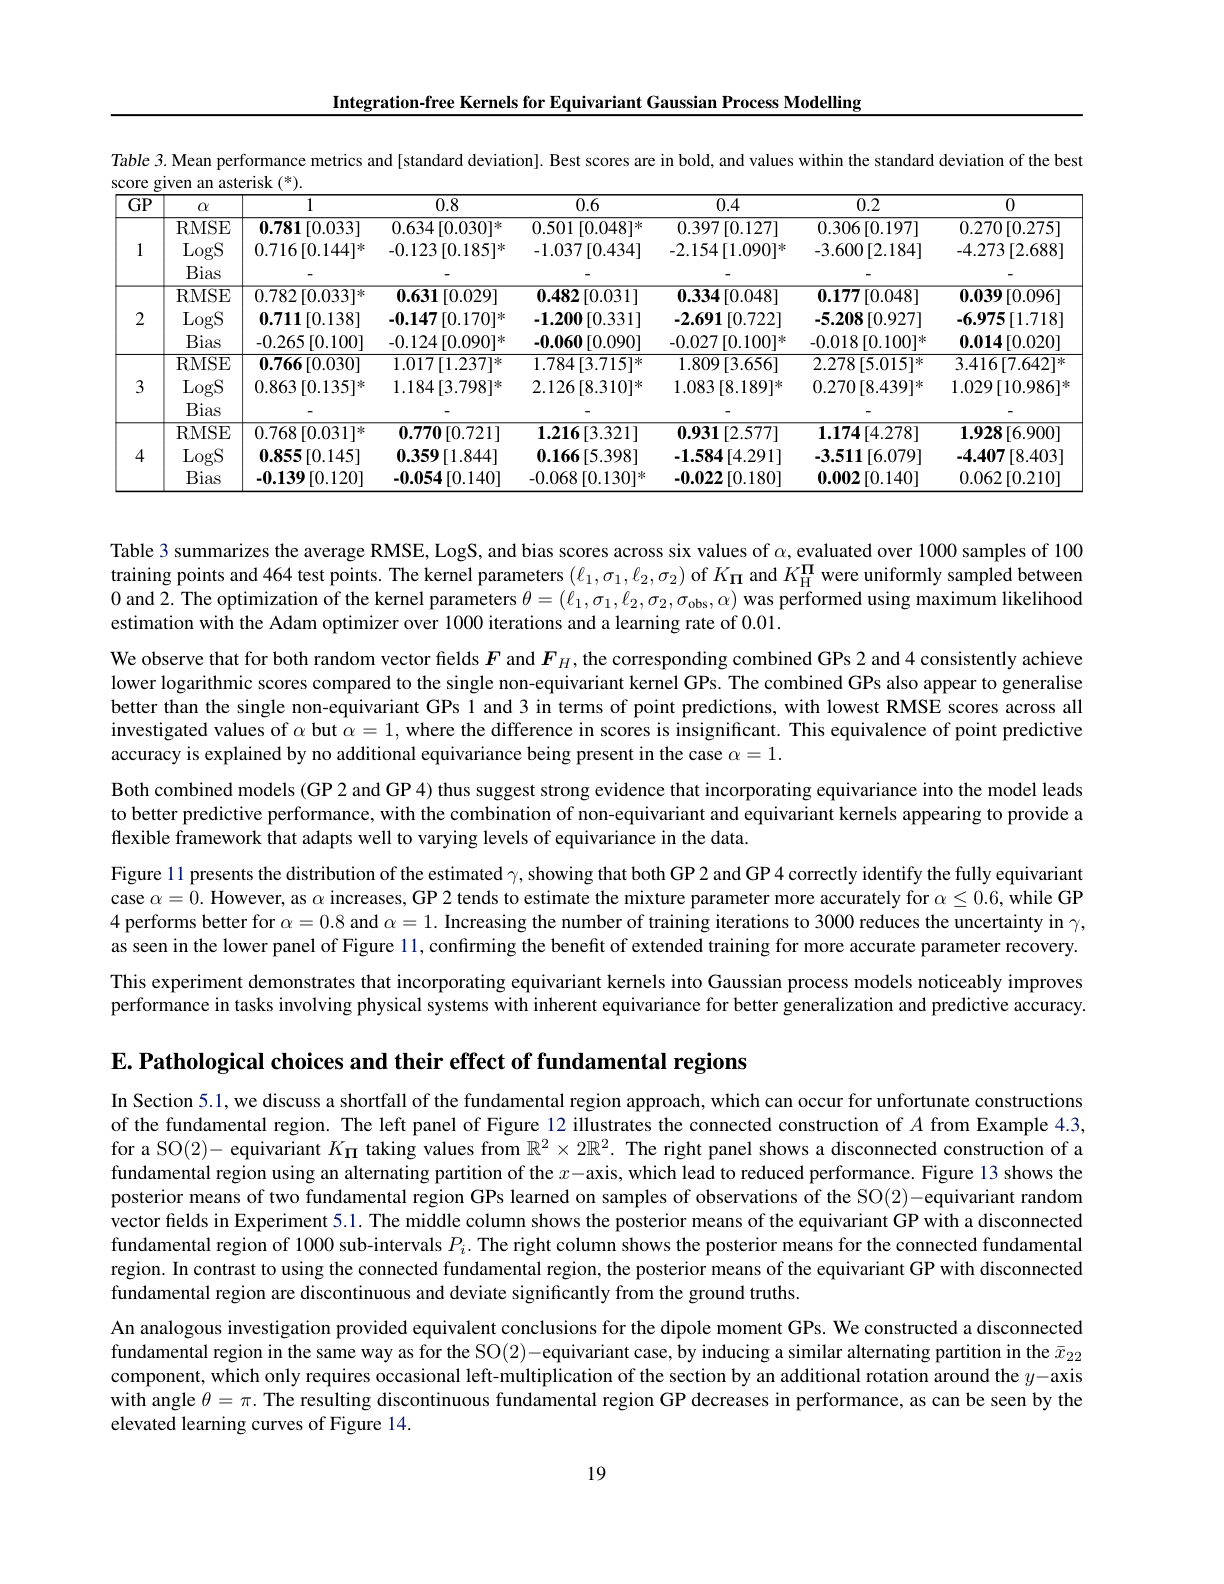 Integration-free Kernels for Equivariant Gaussian Process Modelling
Table 3. Mean performance metrics and [standard deviation]. Best scores are in bold, and values within the standard deviation of the best
score given an asterisk (*).
GP α 1 0.8 0.6 0.4 0.2 0
RMSE 0.781 [0.033] 0.634 [0.030]* 0.501 [0.048]* 0.397 [0.127] 0.306 [0.197] 0.270 [0.275]
1 LogS 0.716 [0.144]* -0.123 [0.185]* -1.037 [0.434] -2.154 [1.090]* -3.600 [2.184] -4.273 [2.688]
Bias - - - - - -
RMSE 0.782 [0.033]* 0.631 [0.029] 0.482 [0.031] 0.334 [0.048] 0.177 [0.048] 0.039 [0.096]
2 LogS 0.711 [0.138] -0.147 [0.170]* -1.200 [0.331] -2.691 [0.722] -5.208 [0.927] -6.975 [1.718]
Bias -0.265 [0.100] -0.124 [0.090]* -0.060 [0.090] -0.027 [0.100]* -0.018 [0.100]* 0.014 [0.020]
RMSE 0.766 [0.030] 1.017 [1.237]* 1.784 [3.715]* 1.809 [3.656] 2.278 [5.015]* 3.416 [7.642]*
3 LogS 0.863 [0.135]* 1.184 [3.798]* 2.126 [8.310]* 1.083 [8.189]* 0.270 [8.439]* 1.029 [10.986]*
Bias - - - - - -
RMSE 0.768 [0.031]* 0.770 [0.721] 1.216 [3.321] 0.931 [2.577] 1.174 [4.278] 1.928 [6.900]
4 LogS 0.855 [0.145] 0.359 [1.844] 0.166 [5.398] -1.584 [4.291] -3.511 [6.079] -4.407 [8.403]
Bias -0.139 [0.120] -0.054 [0.140] -0.068 [0.130]* -0.022 [0.180] 0.002 [0.140] 0.062 [0.210]
Table 3 summarizes the average RMSE, LogS, and bias scores across six values of α, evaluated over 1000 samples of 100
training points and 464 test points. The kernel parameters (ℓ₁, σ₁, ℓ₂, σ₂) of K_Π and K_H^Π were uniformly sampled between
0 and 2. The optimization of the kernel parameters θ = (ℓ₁, σ₁, ℓ₂, σ₂, σ_obs, α) was performed using maximum likelihood
estimation with the Adam optimizer over 1000 iterations and a learning rate of 0.01.
We observe that for both random vector fields F and F_H, the corresponding combined GPs 2 and 4 consistently achieve
lower logarithmic scores compared to the single non-equivariant kernel GPs. The combined GPs also appear to generalise
better than the single non-equivariant GPs 1 and 3 in terms of point predictions, with lowest RMSE scores across all
investigated values of α but α = 1, where the difference in scores is insignificant. This equivalence of point predictive
accuracy is explained by no additional equivariance being present in the case α = 1.
Both combined models (GP 2 and GP 4) thus suggest strong evidence that incorporating equivariance into the model leads
to better predictive performance, with the combination of non-equivariant and equivariant kernels appearing to provide a
flexible framework that adapts well to varying levels of equivariance in the data.
Figure 11 presents the distribution of the estimated γ, showing that both GP 2 and GP 4 correctly identify the fully equivariant
case α = 0. However, as α increases, GP 2 tends to estimate the mixture parameter more accurately for α ≤ 0.6, while GP
4 performs better for α = 0.8 and α = 1. Increasing the number of training iterations to 3000 reduces the uncertainty in γ,
as seen in the lower panel of Figure 11, confirming the benefit of extended training for more accurate parameter recovery.
This experiment demonstrates that incorporating equivariant kernels into Gaussian process models noticeably improves
performance in tasks involving physical systems with inherent equivariance for better generalization and predictive accuracy.
E. Pathological choices and their effect of fundamental regions
In Section 5.1, we discuss a shortfall of the fundamental region approach, which can occur for unfortunate constructions
of the fundamental region. The left panel of Figure 12 illustrates the connected construction of A from Example 4.3,
for a SO(2)− equivariant K_Π taking values from ℝ² × 2ℝ². The right panel shows a disconnected construction of a
fundamental region using an alternating partition of the x−axis, which lead to reduced performance. Figure 13 shows the
posterior means of two fundamental region GPs learned on samples of observations of the SO(2)−equivariant random
vector fields in Experiment 5.1. The middle column shows the posterior means of the equivariant GP with a disconnected
fundamental region of 1000 sub-intervals P_i. The right column shows the posterior means for the connected fundamental
region. In contrast to using the connected fundamental region, the posterior means of the equivariant GP with disconnected
fundamental region are discontinuous and deviate significantly from the ground truths.
An analogous investigation provided equivalent conclusions for the dipole moment GPs. We constructed a disconnected
fundamental region in the same way as for the SO(2)−equivariant case, by inducing a similar alternating partition in the x̄₂₂
component, which only requires occasional left-multiplication of the section by an additional rotation around the y−axis
with angle θ = π. The resulting discontinuous fundamental region GP decreases in performance, as can be seen by the
elevated learning curves of Figure 14.
19